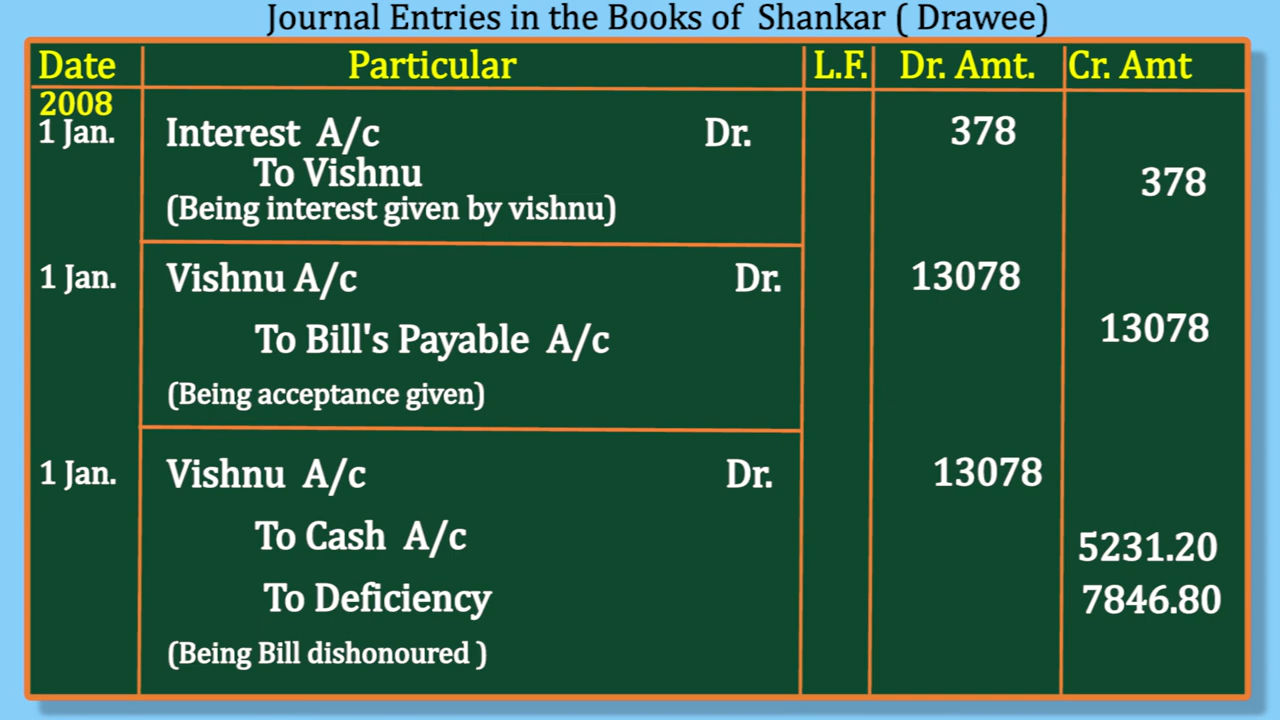 Journal Entries in the Books of Shankar ( Drawee)
Date Particular L.F. Dr. Amt. Cr. Amt
2008
1 Jan. Interest A/c Dr. 378
To Vishnu 378
(Being interest given by vishnu)
1 Jan. Vishnu A/c Dr. 13078
To Bill's Payable A/c 13078
(Being acceptance given)
1 Jan. Vishnu A/c Dr. 13078
To Cash A/c 5231.20
To Deficiency 7846.80
(Being Bill dishonoured )